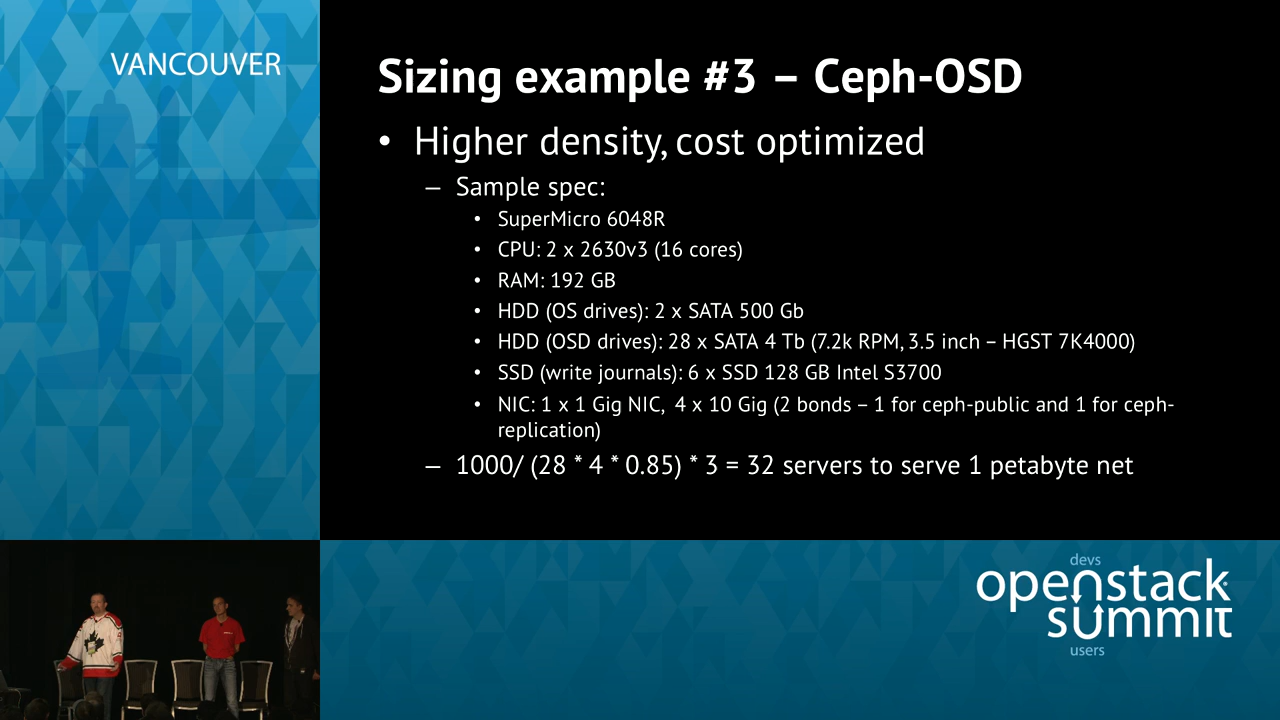 VANCOUVER
Sizing example #3 – Ceph-OSD
• Higher density, cost optimized
– Sample spec:
• SuperMicro 6048R
• CPU: 2 x 2630v3 (16 cores)
• RAM: 192 GB
• HDD (OS drives): 2 x SATA 500 Gb
• HDD (OSD drives): 28 x SATA 4 Tb (7.2k RPM, 3.5 inch – HGST 7K4000)
• SSD (write journals): 6 x SSD 128 GB Intel S3700
• NIC: 1 x 1 Gig NIC,  4 x 10 Gig (2 bonds – 1 for ceph-public and 1 for ceph-
replication)
– 1000/ (28 * 4 * 0.85) * 3 = 32 servers to serve 1 petabyte net
devs
openstack
summit
users